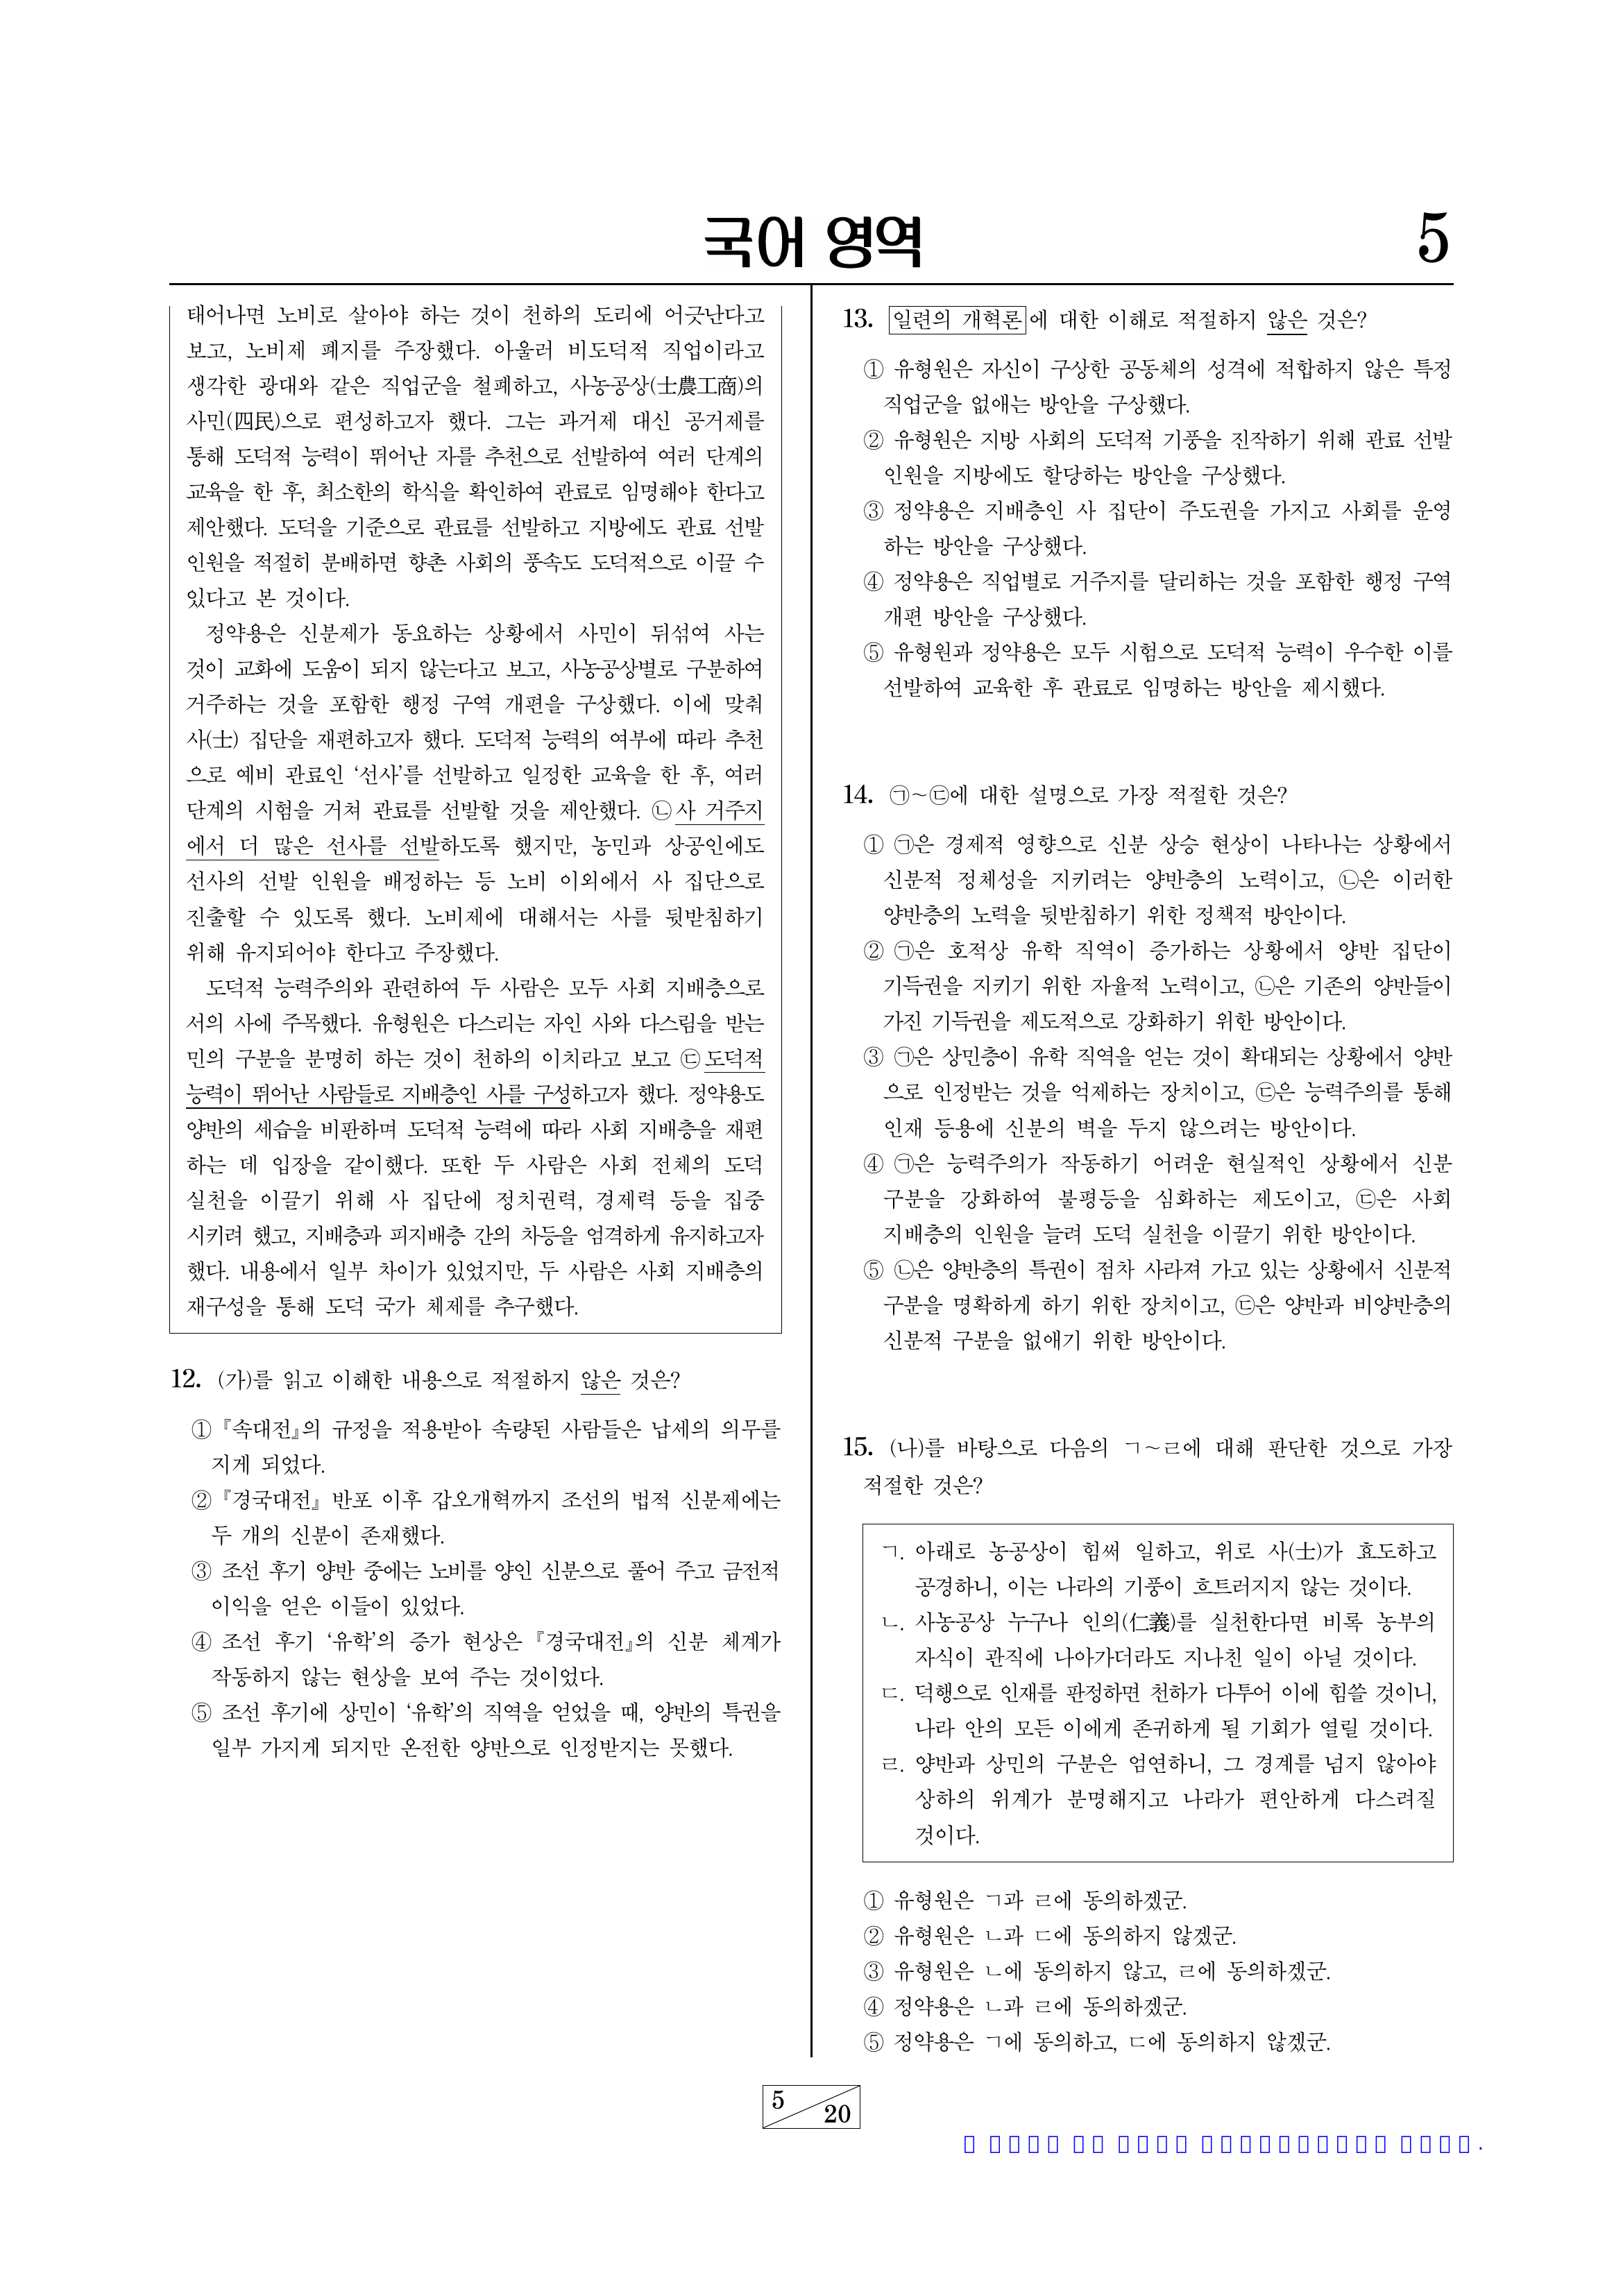 국어 영역
5
태어나면 노비로 살아야 하는 것이 천하의 도리에 어긋난다고
보고, 노비제 폐지를 주장했다. 아울러 비도덕적 직업이라고
생각한 광대와 같은 직업군을 철폐하고, 사농공상(士農工商)의
사민(四民)으로 편성하고자 했다. 그는 과거제 대신 공거제를
통해 도덕적 능력이 뛰어난 자를 추천으로 선발하여 여러 단계의
교육을 한 후, 최소한의 학식을 확인하여 관료로 임명해야 한다고
제안했다. 도덕을 기준으로 관료를 선발하고 지방에도 관료 선발
인원을 적절히 분배하면 향촌 사회의 풍속도 도덕적으로 이끌 수
있다고 본 것이다.
정약용은 신분제가 동요하는 상황에서 사민이 뒤섞여 사는
것이 교화에 도움이 되지 않는다고 보고, 사농공상별로 구분하여
거주하는 것을 포함한 행정 구역 개편을 구상했다. 이에 맞춰
사(士) 집단을 재편하고자 했다. 도덕적 능력의 여부에 따라 추천
으로 예비 관료인 ‘선사’를 선발하고 일정한 교육을 한 후, 여러
단계의 시험을 거쳐 관료를 선발할 것을 제안했다. ㉡사 거주지
에서 더 많은 선사를 선발하도록 했지만, 농민과 상공인에도
선사의 선발 인원을 배정하는 등 노비 이외에서 사 집단으로
진출할 수 있도록 했다. 노비제에 대해서는 사를 뒷받침하기
위해 유지되어야 한다고 주장했다.
도덕적 능력주의와 관련하여 두 사람은 모두 사회 지배층으로
서의 사에 주목했다. 유형원은 다스리는 자인 사와 다스림을 받는
민의 구분을 분명히 하는 것이 천하의 이치라고 보고 ㉢도덕적
능력이 뛰어난 사람들로 지배층인 사를 구성하고자 했다. 정약용도
양반의 세습을 비판하며 도덕적 능력에 따라 사회 지배층을 재편
하는 데 입장을 같이했다. 또한 두 사람은 사회 전체의 도덕
실천을 이끌기 위해 사 집단에 정치권력, 경제력 등을 집중
시키려 했고, 지배층과 피지배층 간의 차등을 엄격하게 유지하고자
했다. 내용에서 일부 차이가 있었지만, 두 사람은 사회 지배층의
재구성을 통해 도덕 국가 체제를 추구했다.
12. (가)를 읽고 이해한 내용으로 적절하지 않은 것은?
① 『속대전』의 규정을 적용받아 속량된 사람들은 납세의 의무를
지게 되었다.
② 『경국대전』 반포 이후 갑오개혁까지 조선의 법적 신분제에는
두 개의 신분이 존재했다.
③ 조선 후기 양반 중에는 노비를 양인 신분으로 풀어 주고 금전적
이익을 얻은 이들이 있었다.
④ 조선 후기 ‘유학’의 증가 현상은 『경국대전』의 신분 체계가
작동하지 않는 현상을 보여 주는 것이었다.
⑤ 조선 후기에 상민이 ‘유학’의 직역을 얻었을 때, 양반의 특권을
일부 가지게 되지만 온전한 양반으로 인정받지는 못했다.
13. 일련의 개혁론에 대한 이해로 적절하지 않은 것은?
① 유형원은 자신이 구상한 공동체의 성격에 적합하지 않은 특정
직업군을 없애는 방안을 구상했다.
② 유형원은 지방 사회의 도덕적 기풍을 진작하기 위해 관료 선발
인원을 지방에도 할당하는 방안을 구상했다.
③ 정약용은 지배층인 사 집단이 주도권을 가지고 사회를 운영
하는 방안을 구상했다.
④ 정약용은 직업별로 거주지를 달리하는 것을 포함한 행정 구역
개편 방안을 구상했다.
⑤ 유형원과 정약용은 모두 시험으로 도덕적 능력이 우수한 이를
선발하여 교육한 후 관료로 임명하는 방안을 제시했다.
14. ㉠~㉢에 대한 설명으로 가장 적절한 것은?
① ㉠은 경제적 영향으로 신분 상승 현상이 나타나는 상황에서
신분적 정체성을 지키려는 양반층의 노력이고, ㉡은 이러한
양반층의 노력을 뒷받침하기 위한 정책적 방안이다.
② ㉠은 호적상 유학 직역이 증가하는 상황에서 양반 집단이
기득권을 지키기 위한 자율적 노력이고, ㉡은 기존의 양반들이
가진 기득권을 제도적으로 강화하기 위한 방안이다.
③ ㉠은 상민층이 유학 직역을 얻는 것이 확대되는 상황에서 양반
으로 인정받는 것을 억제하는 장치이고, ㉢은 능력주의를 통해
인재 등용에 신분의 벽을 두지 않으려는 방안이다.
④ ㉠은 능력주의가 작동하기 어려운 현실적인 상황에서 신분
구분을 강화하여 불평등을 심화하는 제도이고, ㉢은 사회
지배층의 인원을 늘려 도덕 실천을 이끌기 위한 방안이다.
⑤ ㉡은 양반층의 특권이 점차 사라져 가고 있는 상황에서 신분적
구분을 명확하게 하기 위한 장치이고, ㉢은 양반과 비양반층의
신분적 구분을 없애기 위한 방안이다.
15. (나)를 바탕으로 다음의 ㄱ~ㄹ에 대해 판단한 것으로 가장
적절한 것은?
ㄱ. 아래로 농공상이 힘써 일하고, 위로 사(士)가 효도하고
공경하니, 이는 나라의 기풍이 흐트러지지 않는 것이다.
ㄴ. 사농공상 누구나 인의(仁義)를 실천한다면 비록 농부의
자식이 관직에 나아가더라도 지나친 일이 아닐 것이다.
ㄷ. 덕행으로 인재를 판정하면 천하가 다투어 이에 힘쓸 것이니,
나라 안의 모든 이에게 존귀하게 될 기회가 열릴 것이다.
ㄹ. 양반과 상민의 구분은 엄연하니, 그 경계를 넘지 않아야
상하의 위계가 분명해지고 나라가 편안하게 다스려질
것이다.
① 유형원은 ㄱ과 ㄹ에 동의하겠군.
② 유형원은 ㄴ과 ㄷ에 동의하지 않겠군.
③ 유형원은 ㄴ에 동의하지 않고, ㄹ에 동의하겠군.
④ 정약용은 ㄴ과 ㄹ에 동의하겠군.
⑤ 정약용은 ㄱ에 동의하고, ㄷ에 동의하지 않겠군.
5
20